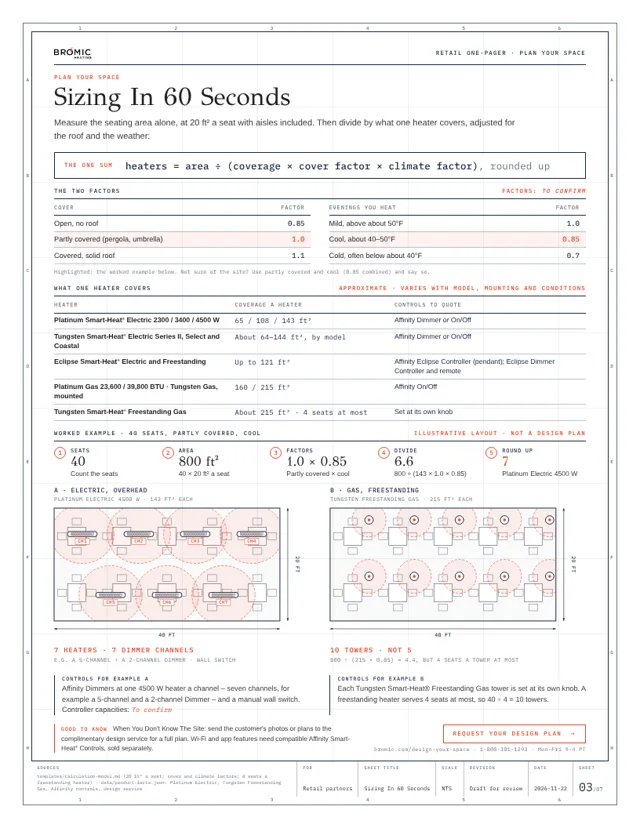 1 2 3 4 5 6
BROMIC
HEATING
RETAIL ONE-PAGER · PLAN YOUR SPACE
PLAN YOUR SPACE
Sizing In 60 Seconds
Measure the seating area alone, at 20 ft² a seat with aisles included. Then divide by what one heater covers, adjusted for
the roof and the weather:
THE ONE SUM heaters = area ÷ (coverage × cover factor × climate factor), rounded up
THE TWO FACTORS FACTORS: TO CONFIRM
COVER FACTOR EVENINGS YOU HEAT FACTOR
Open, no roof 0.85 Mild, above about 50°F 1.0
Partly covered (pergola, umbrella) 1.0 Cool, about 40–50°F 0.85
Covered, solid roof 1.1 Cold, often below about 40°F 0.7
Highlighted: the worked example below. Not sure of the site? Use partly covered and cool (0.85 combined) and say so.
WHAT ONE HEATER COVERS APPROXIMATE · VARIES WITH MODEL, MOUNTING AND CONDITIONS
HEATER COVERAGE A HEATER CONTROLS TO QUOTE
Platinum Smart-Heat® Electric 2300 / 3400 / 4500 W 65 / 108 / 143 ft² Affinity Dimmer or On/Off
Tungsten Smart-Heat® Electric Series II, Select and
Coastal
About 64–144 ft², by model Affinity Dimmer or On/Off
Eclipse Smart-Heat® Electric and Freestanding Up to 121 ft² Affinity Eclipse Controller (pendant); Eclipse Dimmer
Controller and remote
Platinum Gas 23,600 / 39,800 BTU · Tungsten Gas,
mounted
160 / 215 ft² Affinity On/Off
Tungsten Smart-Heat® Freestanding Gas About 215 ft² · 4 seats at most Set at its own knob
WORKED EXAMPLE · 40 SEATS, PARTLY COVERED, COOL ILLUSTRATIVE LAYOUT · NOT A DESIGN PLAN
1 SEATS 2 AREA 3 FACTORS 4 DIVIDE 5 ROUND UP
40 800 ft² 1.0 × 0.85 6.6 7
Count the seats 40 × 20 ft² a seat Partly covered × cool 800 ÷ (143 × 1.0 × 0.85) Platinum Electric 4500 W
A · ELECTRIC, OVERHEAD B · GAS, FREESTANDING
PLATINUM ELECTRIC 4500 W · 143 FT² EACH TUNGSTEN FREESTANDING GAS · 215 FT² EACH
CH1 CH2 CH3 CH4
CH5 CH6 CH7
20 FT 20 FT
40 FT 40 FT
7 HEATERS · 7 DIMMER CHANNELS 10 TOWERS · NOT 5
E.G. A 5-CHANNEL + A 2-CHANNEL DIMMER · WALL SWITCH 800 ÷ (215 × 0.85) = 4.4, BUT 4 SEATS A TOWER AT MOST
CONTROLS FOR EXAMPLE A
Affinity Dimmers at one 4500 W heater a channel – seven channels, for
example a 5-channel and a 2-channel Dimmer – and a manual wall switch.
Controller capacities: To confirm
CONTROLS FOR EXAMPLE B
Each Tungsten Smart-Heat® Freestanding Gas tower is set at its own knob. A
freestanding heater serves 4 seats at most, so 40 ÷ 4 = 10 towers.
GOOD TO KNOW When You Don't Know The Site: send the customer's photos or plans to the
complimentary design service for a full plan. Wi-Fi and app features need compatible Affinity Smart-
Heat® Controls, sold separately.
REQUEST YOUR DESIGN PLAN →
bromic.com/design-your-space · 1-800-301-1293 · Mon–Fri 9–4 PT
SOURCES FOR SHEET TITLE SCALE REVISION DATE SHEET
Retail partners Sizing In 60 Seconds NTS Draft for review 2026-11-22 03/07
1 2 3 4 5 6